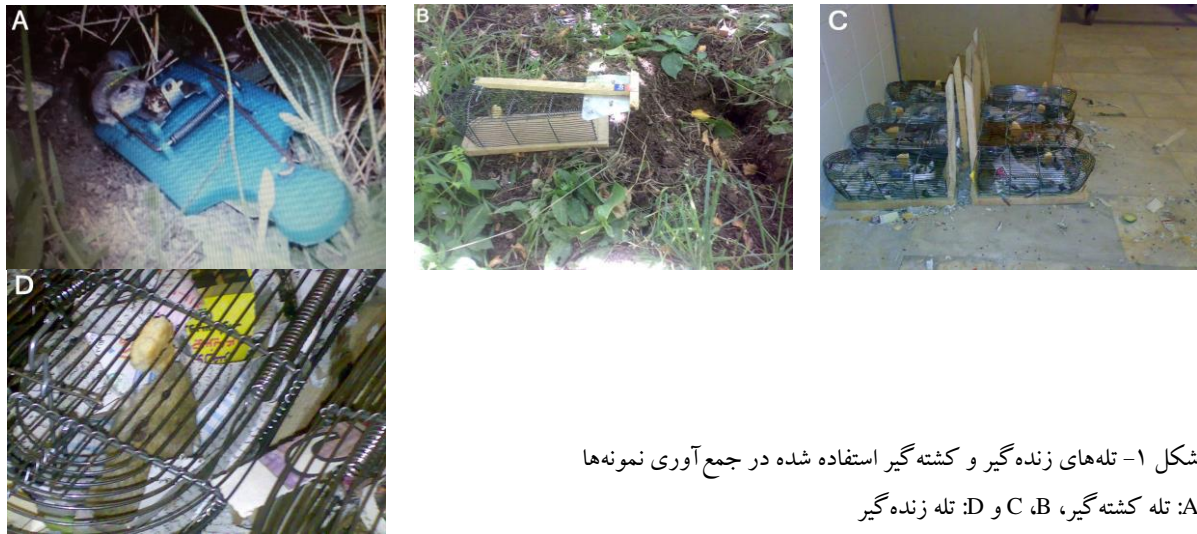 A
B
C
D
شکل ۱- تله‌های زنده‌گیر و کشته‌گیر استفاده شده در جمع‌آوری نمونه‌ها
A: تله کشته‌گیر، C ،B و D: تله زنده‌گیر